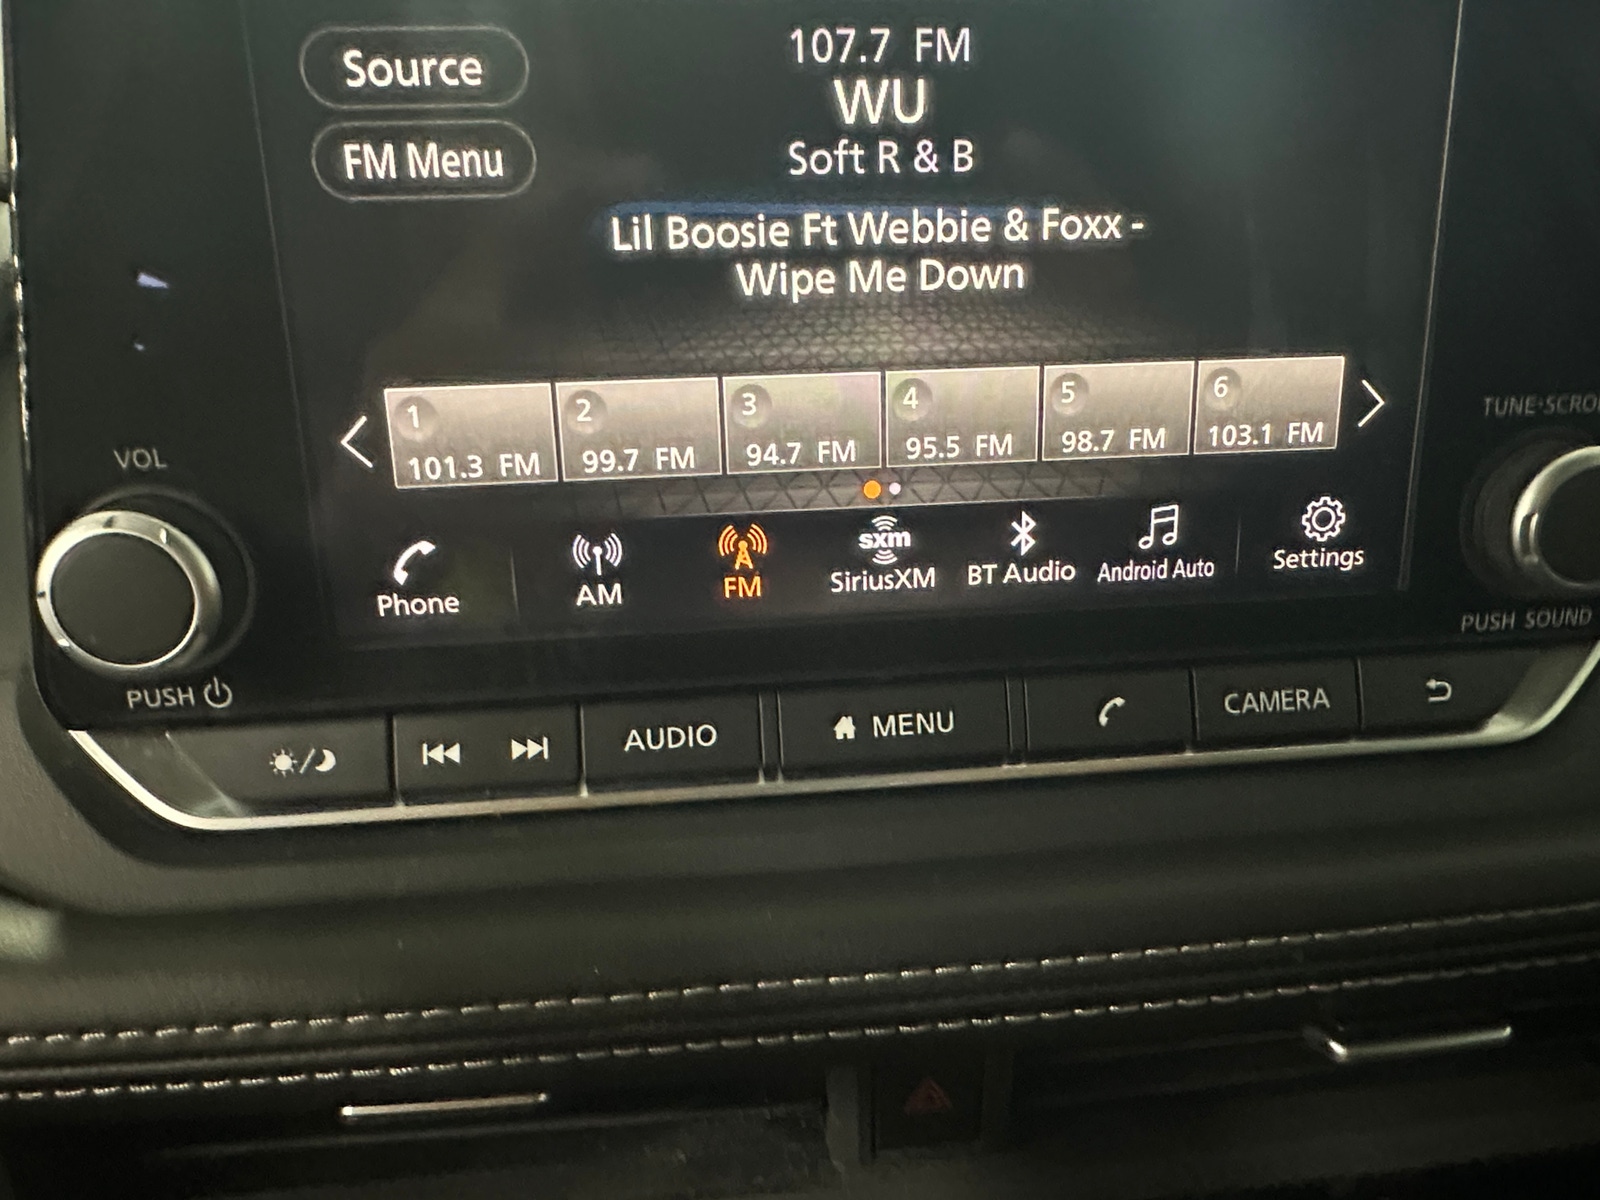 107.7 FM
Source
WU
FM Menu
Soft R & B
Lil Boosie Ft Webbie & Foxx -
Wipe Me Down
1 2 3 4 5 6
101.3 FM 99.7 FM 94.7 FM 95.5 FM 98.7 FM 103.1 FM
VOL
TUNE·SCRO
sxm
Phone AM FM SiriusXM BT Audio Android Auto Settings
PUSH
PUSH SOUND
AUDIO MENU CAMERA